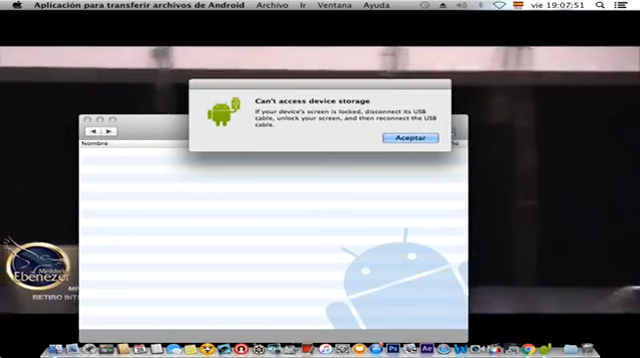 Aplicación para transferir archivos de Android Archivo Ir Ventana Ayuda vie 19:07:51
Can't access device storage
If your device's screen is locked, disconnect its USB
cable, unlock your screen, and then reconnect the USB
cable.
Aceptar
Nombre
Ministerio
Ebenezer
RETIRO